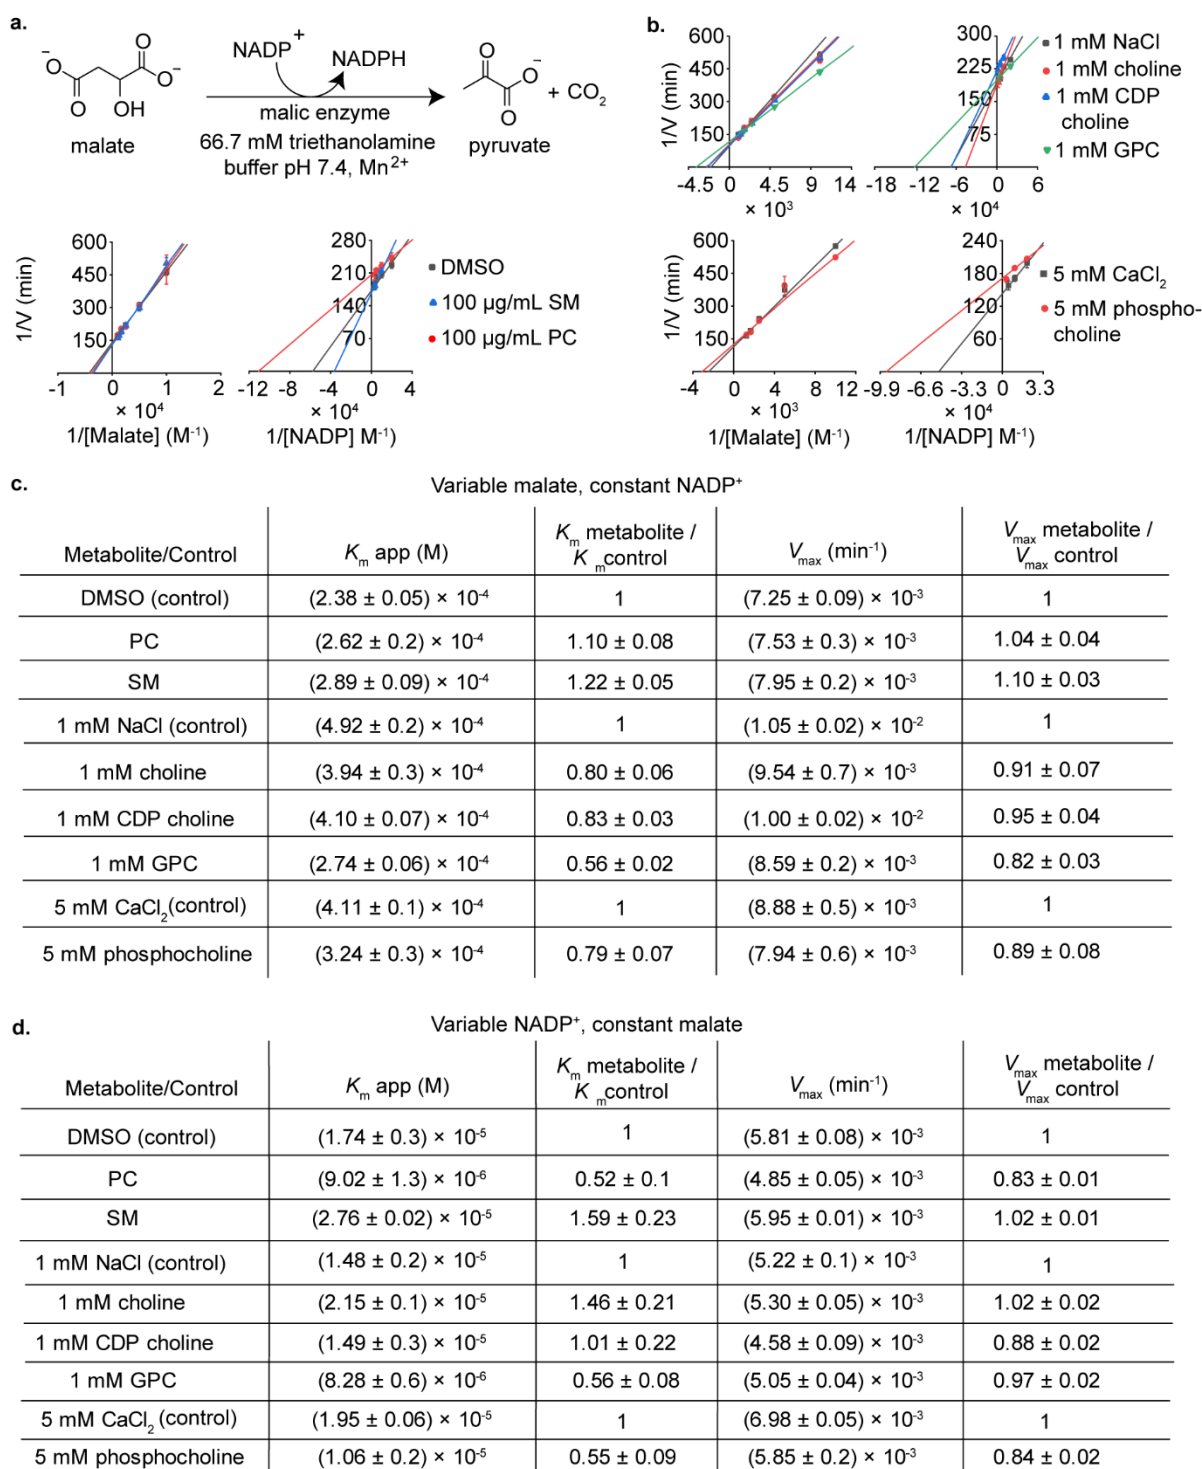 a.
NADP+ NADPH
O O
−O O−
O OH
malic enzyme
66.7 mM triethanolamine
buffer pH 7.4, Mn2+
malate
O
O−
O
+ CO2
pyruvate
1/V (min)
600
450
300
150
-1 0 1 2
× 10^4
1/[Malate] (M-1)
280
210
140
70
-12 -8 -4 0 4
× 10^4
1/[NADP] M-1)
DMSO
100 µg/mL SM
100 µg/mL PC
b.
1/V (min)
600
450
300
150
-4.5 0 4.5 9 14
× 10^3
300
225
150
75
-18 -12 -6 0 6
× 10^4
1 mM NaCl
1 mM choline
1 mM CDP
choline
1 mM GPC
1/V (min)
600
480
360
240
120
-4 0 4 8 12
× 10^3
1/[Malate] (M-1)
240
180
120
60
-9.9 -6.6 -3.3 0 3.3
× 10^4
1/[NADP] M-1)
5 mM CaCl2
5 mM phospho-
choline
c.
Variable malate, constant NADP+
Metabolite/Control Km app (M) Km metabolite / K m control Vmax (min-1) Vmax metabolite / Vmax control
DMSO (control) (2.38 ± 0.05) × 10-4 1 (7.25 ± 0.09) × 10-3 1
PC (2.62 ± 0.2) × 10-4 1.10 ± 0.08 (7.53 ± 0.3) × 10-3 1.04 ± 0.04
SM (2.89 ± 0.09) × 10-4 1.22 ± 0.05 (7.95 ± 0.2) × 10-3 1.10 ± 0.03
1 mM NaCl (control) (4.92 ± 0.2) × 10-4 1 (1.05 ± 0.02) × 10-2 1
1 mM choline (3.94 ± 0.3) × 10-4 0.80 ± 0.06 (9.54 ± 0.7) × 10-3 0.91 ± 0.07
1 mM CDP choline (4.10 ± 0.07) × 10-4 0.83 ± 0.03 (1.00 ± 0.02) × 10-2 0.95 ± 0.04
1 mM GPC (2.74 ± 0.06) × 10-4 0.56 ± 0.02 (8.59 ± 0.2) × 10-3 0.82 ± 0.03
5 mM CaCl2(control) (4.11 ± 0.1) × 10-4 1 (8.88 ± 0.5) × 10-3 1
5 mM phosphocholine (3.24 ± 0.3) × 10-4 0.79 ± 0.07 (7.94 ± 0.6) × 10-3 0.89 ± 0.08
d.
Variable NADP+, constant malate
Metabolite/Control Km app (M) Km metabolite / K m control Vmax (min-1) Vmax metabolite / Vmax control
DMSO (control) (1.74 ± 0.3) × 10-5 1 (5.81 ± 0.08) × 10-3 1
PC (9.02 ± 1.3) × 10-6 0.52 ± 0.1 (4.85 ± 0.05) × 10-3 0.83 ± 0.01
SM (2.76 ± 0.02) × 10-5 1.59 ± 0.23 (5.95 ± 0.01) × 10-3 1.02 ± 0.01
1 mM NaCl (control) (1.48 ± 0.2) × 10-5 1 (5.22 ± 0.1) × 10-3 1
1 mM choline (2.15 ± 0.1) × 10-5 1.46 ± 0.21 (5.30 ± 0.05) × 10-3 1.02 ± 0.02
1 mM CDP choline (1.49 ± 0.3) × 10-5 1.01 ± 0.22 (4.58 ± 0.09) × 10-3 0.88 ± 0.02
1 mM GPC (8.28 ± 0.6) × 10-6 0.56 ± 0.08 (5.05 ± 0.04) × 10-3 0.97 ± 0.02
5 mM CaCl2 (control) (1.95 ± 0.06) × 10-5 1 (6.98 ± 0.05) × 10-3 1
5 mM phosphocholine (1.06 ± 0.2) × 10-5 0.55 ± 0.09 (5.85 ± 0.2) × 10-3 0.84 ± 0.02